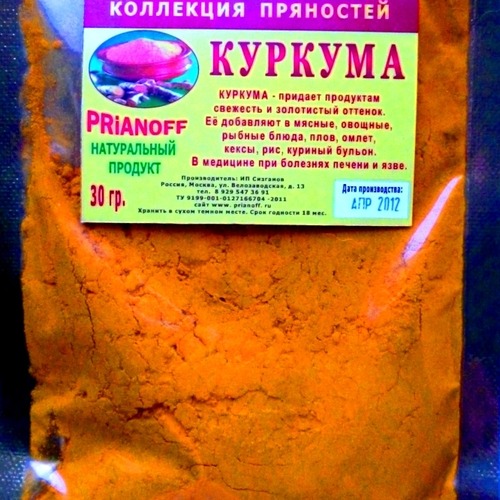 КОЛЛЕКЦИЯ ПРЯНОСТЕЙ
КУРКУМА
КУРКУМА - придает продуктам
свежесть и золотистый оттенок.
Её добавляют в мясные, овощные,
рыбные блюда, плов, омлет,
кексы, рис, куриный бульон.
В медицине при болезнях печени и язве.
PRiANOFF
НАТУРАЛЬНЫЙ
ПРОДУКТ
30 гр.
Производитель: ИП Сизганов
Россия, Москва, ул. Велозаводская, д. 13
тел. 8 929 547 36 91
ТУ 9199-001-0127166704 -2011
сайт www. prianoff. ru
Хранить в сухом темном месте. Срок годности 18 мес.
Дата производства:
АПР 2012